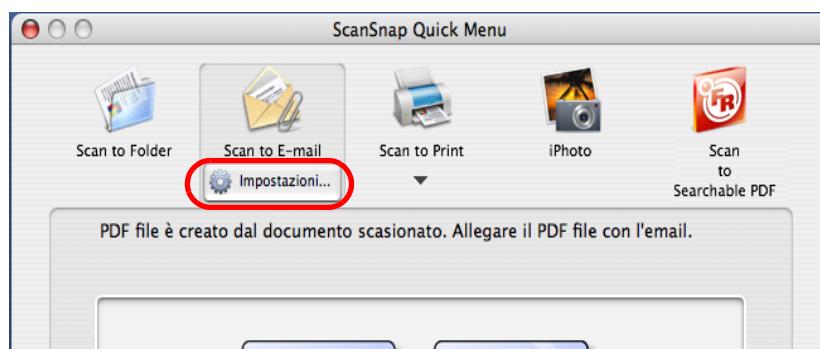 ScanSnap Quick Menu
Scan to Folder
Scan to E-mail
Scan to Print
iPhoto
Scan
to
Searchable PDF
Impostazioni...
PDF file è creato dal documento scasionato. Allegare il PDF file con l'email.